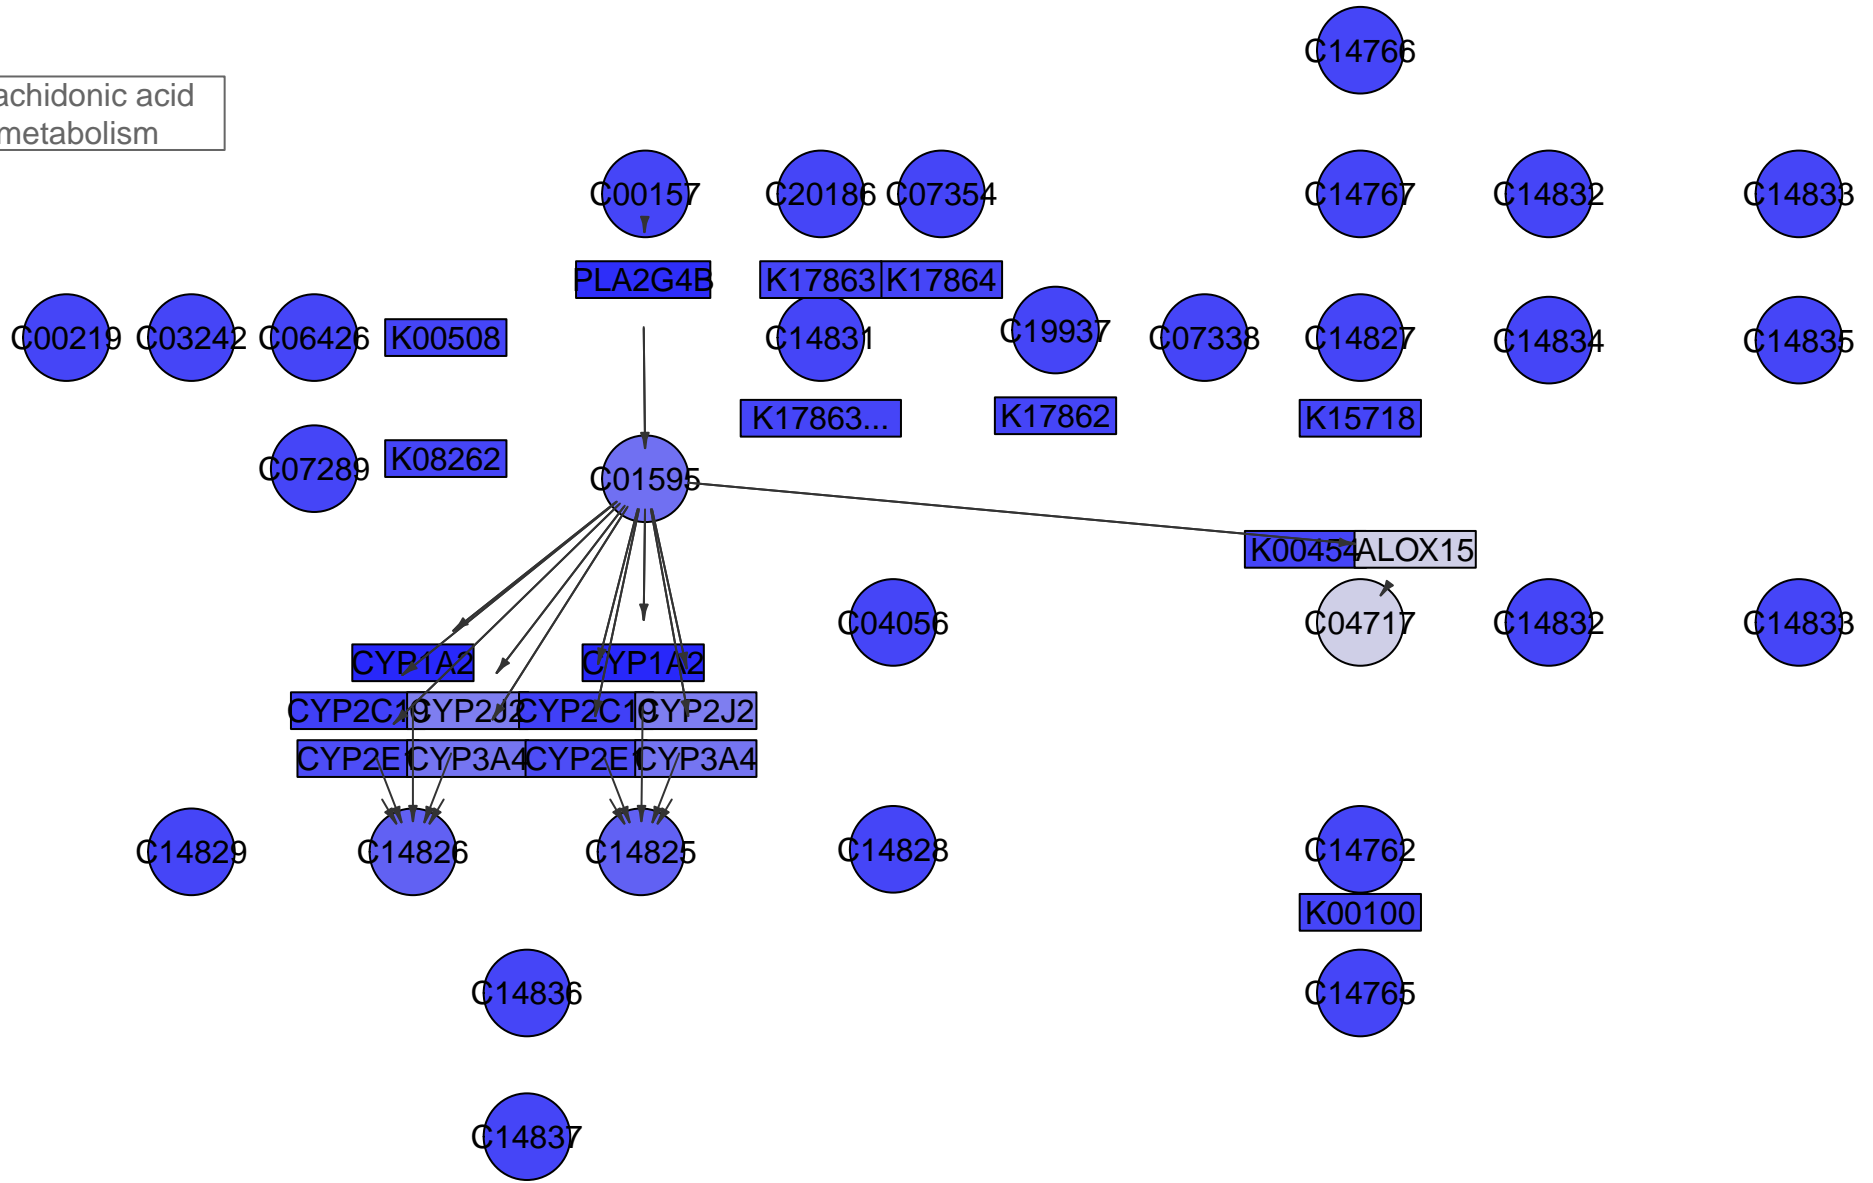 C14766
achidonic acid
metabolism
C00157
C20186
C07354
C14767
C14832
C14833
PLA2G4B
K17863
K17864
C00219
C03242
C06426
K00508
C14831
C19937
C07338
C14827
C14834
C14835
K17863...
K17862
K15718
C07289
K08262
C01595
K00454
ALOX15
C04056
C04717
C14832
C14833
CYP1A2
CYP1A2
CYP2C19
CYP2J2
CYP2C19
CYP2J2
CYP2E1
CYP3A4
CYP2E1
CYP3A4
C14829
C14826
C14825
C14828
C14762
K00100
C14836
C14765
C14837